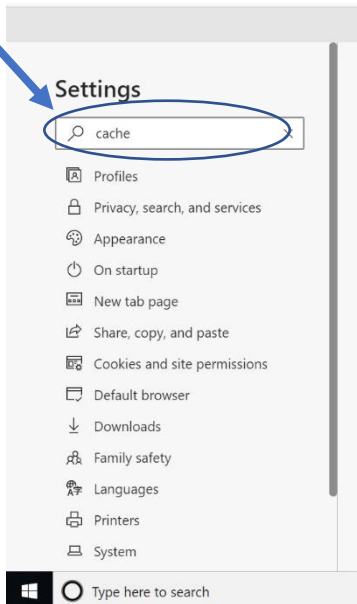 Settings
cache
Profiles
Privacy, search, and services
Appearance
On startup
New tab page
Share, copy, and paste
Cookies and site permissions
Default browser
Downloads
Family safety
Languages
Printers
System
Type here to search